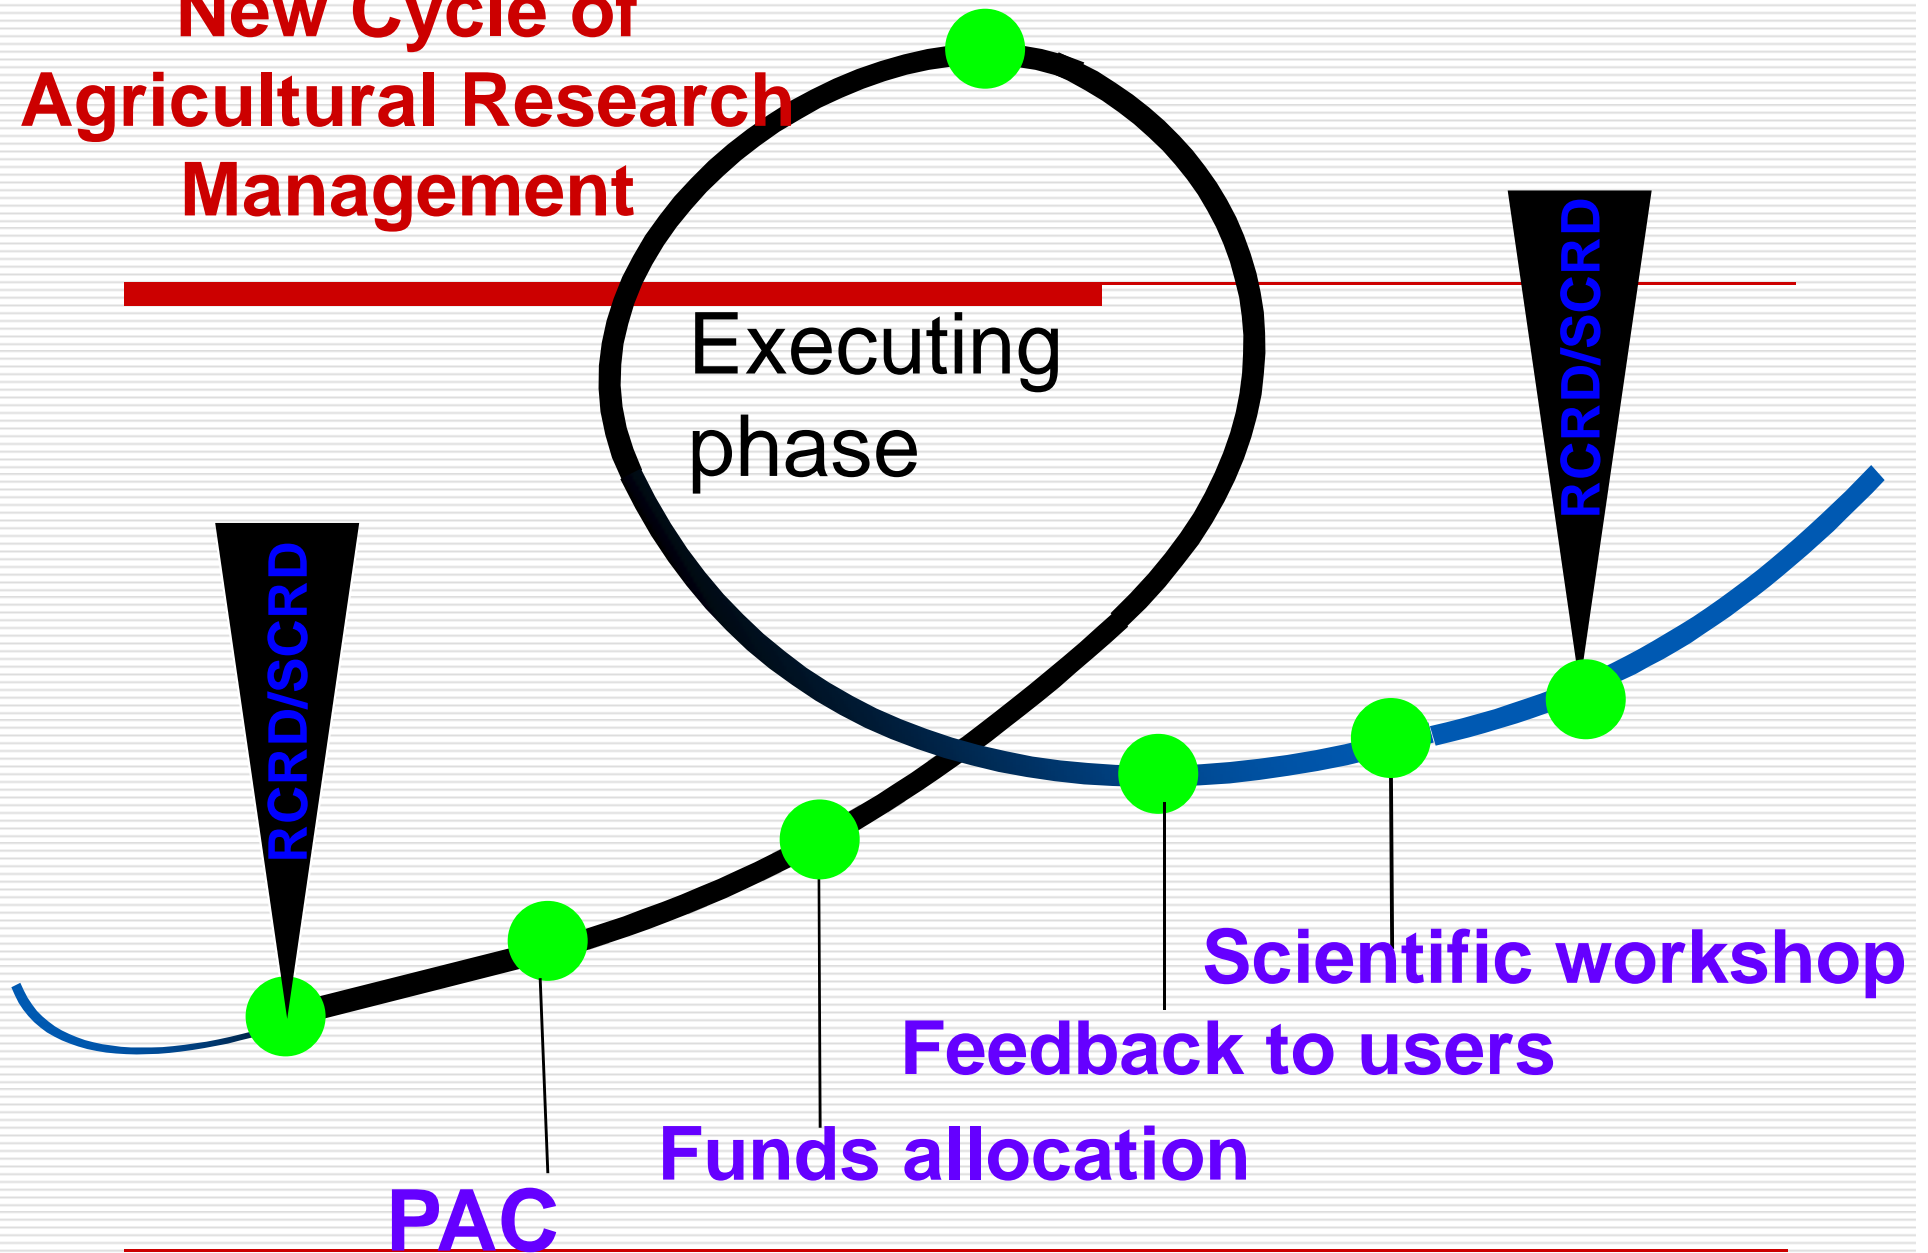 New Cycle of
Agricultural Research
Management
Executing
phase
RCRD/SCRD
RCRD/SCRD
Scientific workshop
Feedback to users
Funds allocation
PAC